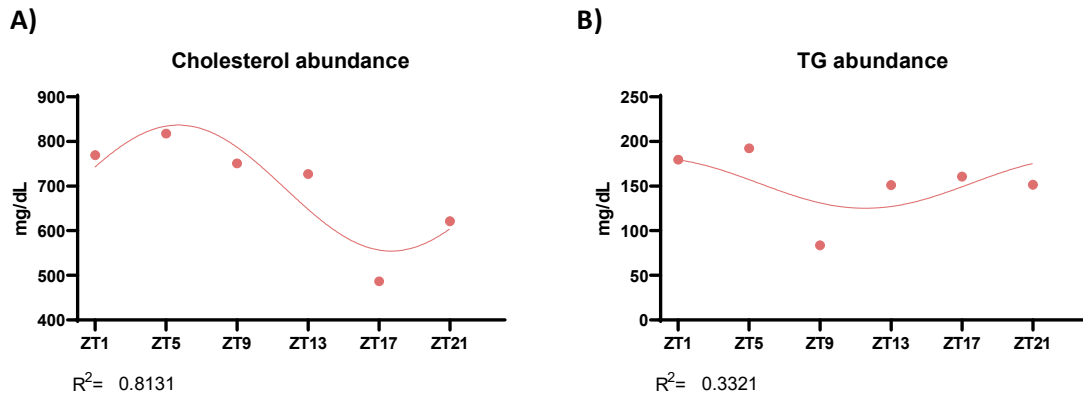 A)
Cholesterol abundance
900
800
700
600
500
400
mg/dL
ZT1 ZT5 ZT9 ZT13 ZT17 ZT21
R²= 0.8131
B)
TG abundance
250
200
150
100
50
0
mg/dL
ZT1 ZT5 ZT9 ZT13 ZT17 ZT21
R²= 0.3321